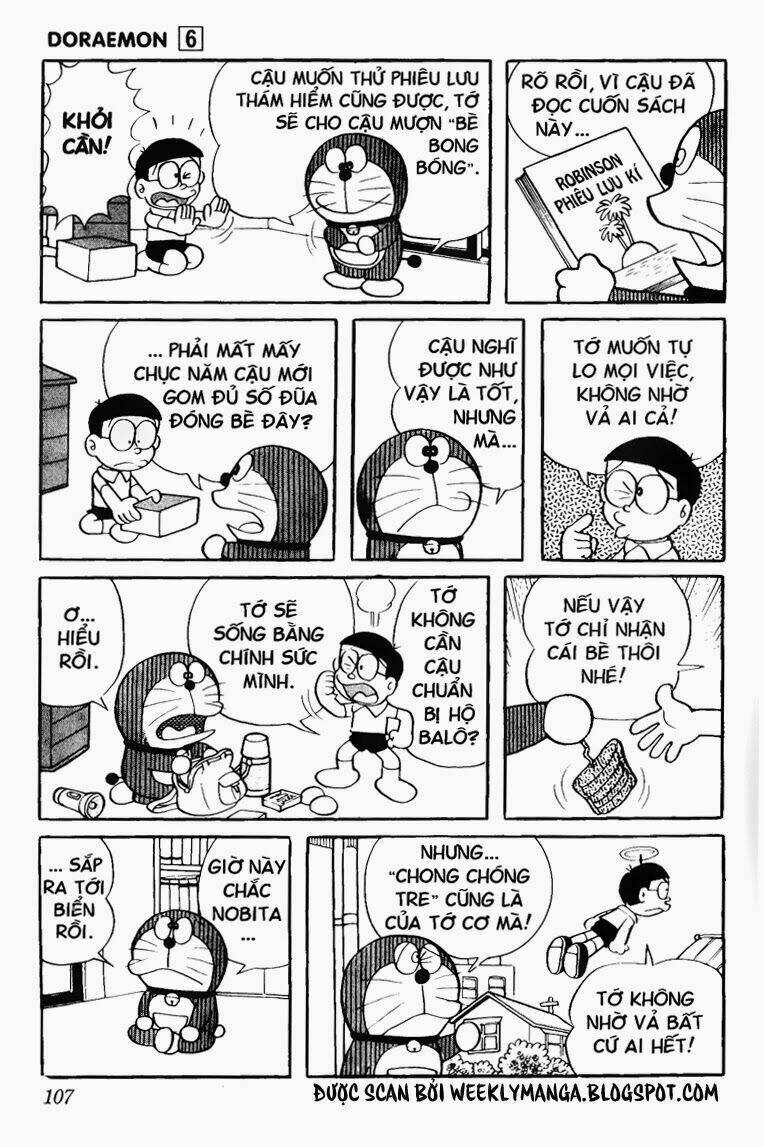 DORAEMON 6
RÕ RỒI, VÌ CẬU ĐÃ
ĐỌC CUỐN SÁCH
NÀY...
ROBINSON
PHIÊU LƯU KÍ
CẬU MUỐN THỬ PHIÊU LƯU
THÁM HIỂM CŨNG ĐƯỢC, TỚ
SẼ CHO CẬU MƯỢN "BÈ
BONG
BÓNG".
KHỎI
CẦN!
TỚ MUỐN TỰ
LO MỌI VIỆC,
KHÔNG NHỜ
VẢ AI CẢ!
CẬU NGHĨ
ĐƯỢC NHƯ
VẬY LÀ TỐT,
NHƯNG
MÀ...
... PHẢI MẤT MẤY
CHỤC NĂM CẬU MỚI
GOM ĐỦ SỐ ĐŨA
ĐÓNG BÈ ĐÂY?
NẾU VẬY
TỚ CHỈ NHẬN
CÁI BÈ THÔI
NHÉ!
TỚ
KHÔNG
CẦN
CẬU
CHUẨN
BỊ HỘ
BALÔ?
TỚ SẼ
SỐNG BẰNG
CHÍNH SỨC
MÌNH.
Ơ...
HIỂU
RỒI.
TỚ KHÔNG
NHỜ VẢ BẤT
CỨ AI HẾT!
NHƯNG...
"CHONG CHÓNG
TRE" CŨNG LÀ
CỦA TỚ CƠ MÀ!
GIỜ NÀY
CHẮC
NOBITA
...
... SẮP
RA TỚI
BIỂN
RỒI.
107
ĐƯỢC SCAN BỞI WEEKLYMANGA.BLOGSPOT.COM